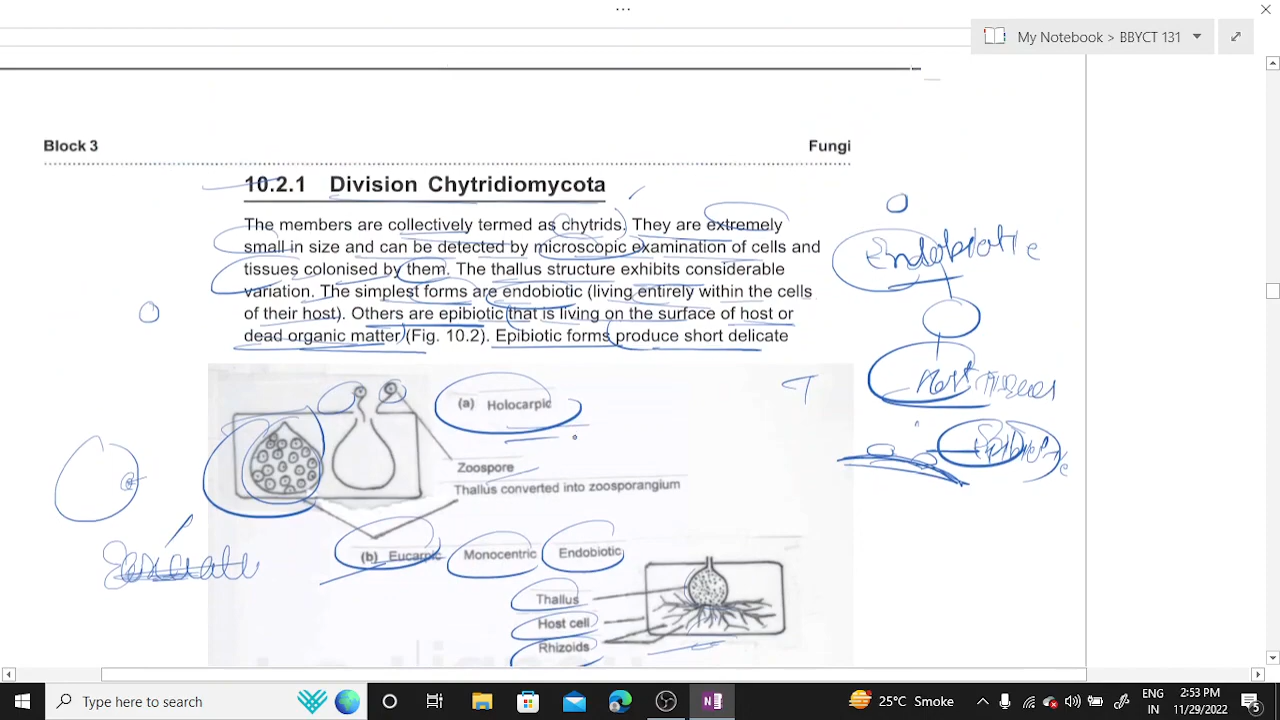 ...
My Notebook > BBYCT 131
Block 3
Fungi
10.2.1 Division Chytridiomycota
The members are collectively termed as chytrids. They are extremely
small in size and can be detected by microscopic examination of cells and
tissues colonised by them. The thallus structure exhibits considerable
variation. The simplest forms are endobiotic (living entirely within the cells
of their host). Others are epibiotic (that is living on the surface of host or
dead organic matter (Fig. 10.2). Epibiotic forms produce short delicate
Endobiotic
Host Tissues
(a) Holocarpic
Zoospore
Thallus converted into zoosporangium
(b) Eucarpic Monocentric Endobiotic
Thallus
Host cell
Rhizoids
Type here to search
25°C Smoke
ENG
IN
2:53 PM
11/29/2022
5